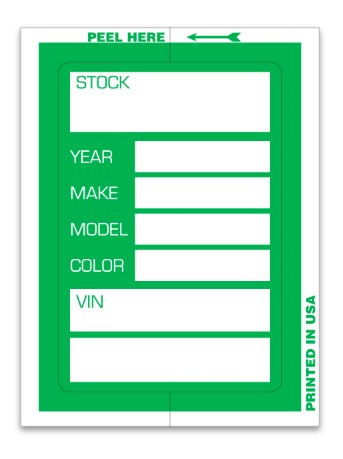 PEEL HERE
STOCK
YEAR
MAKE
MODEL
COLOR
VIN
PRINTED IN USA